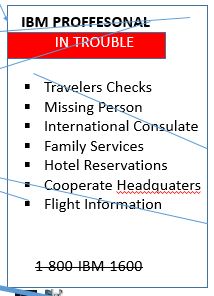 IBM PROFFESONAL
IN TROUBLE
▪ Travelers Checks
▪ Missing Person
▪ International Consulate
▪ Family Services
▪ Hotel Reservations
▪ Cooperate Headquaters
▪ Flight Information
1-800-IBM-1600